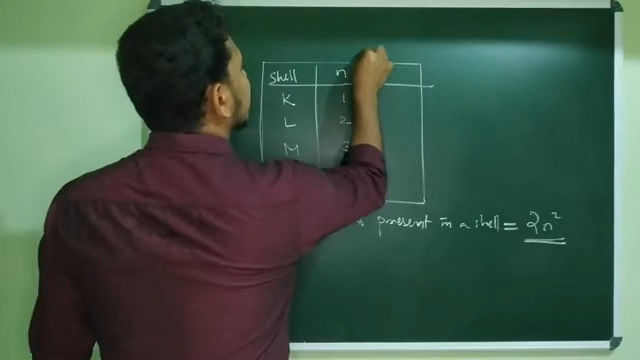 Shell n
K 1
L 2
M 3
present in a shell = 2n²